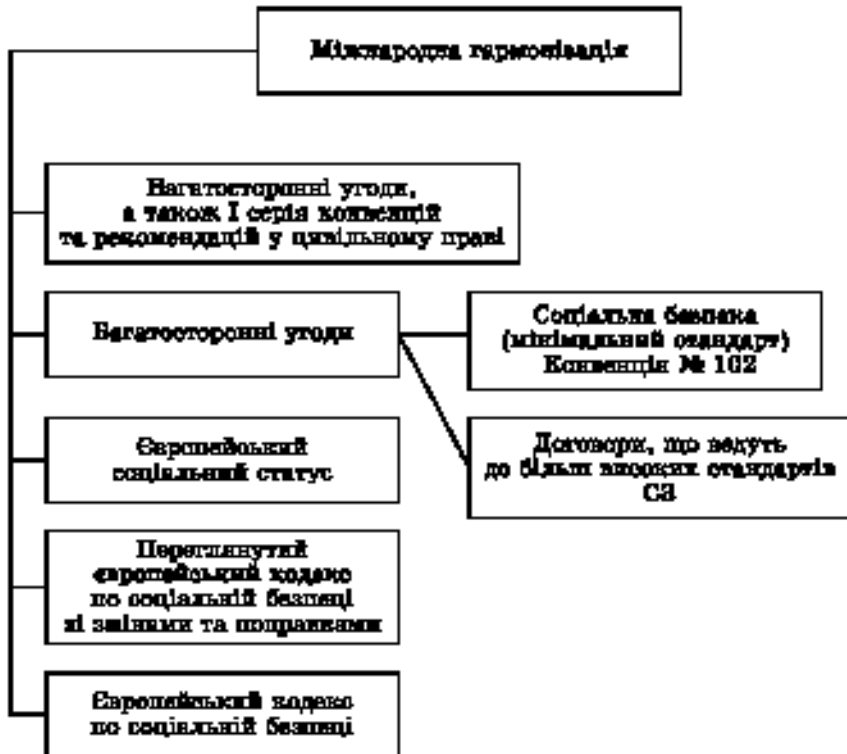 Міжнародна гармонізація
Багатосторонні угоди,
а також І серія конвенцій
та рекомендацій у цивільному праві
Багатосторонні угоди
Соціальна безпека
(мінімальний стандарт)
Конвенція № 102
Європейський
соціальний статус
Договори, що ведуть
до більш високих стандартів
СЗ
Переглянутий
європейський кодекс
по соціальній безпеці
зі змінами та поправками
Європейський кодекс
по соціальній безпеці